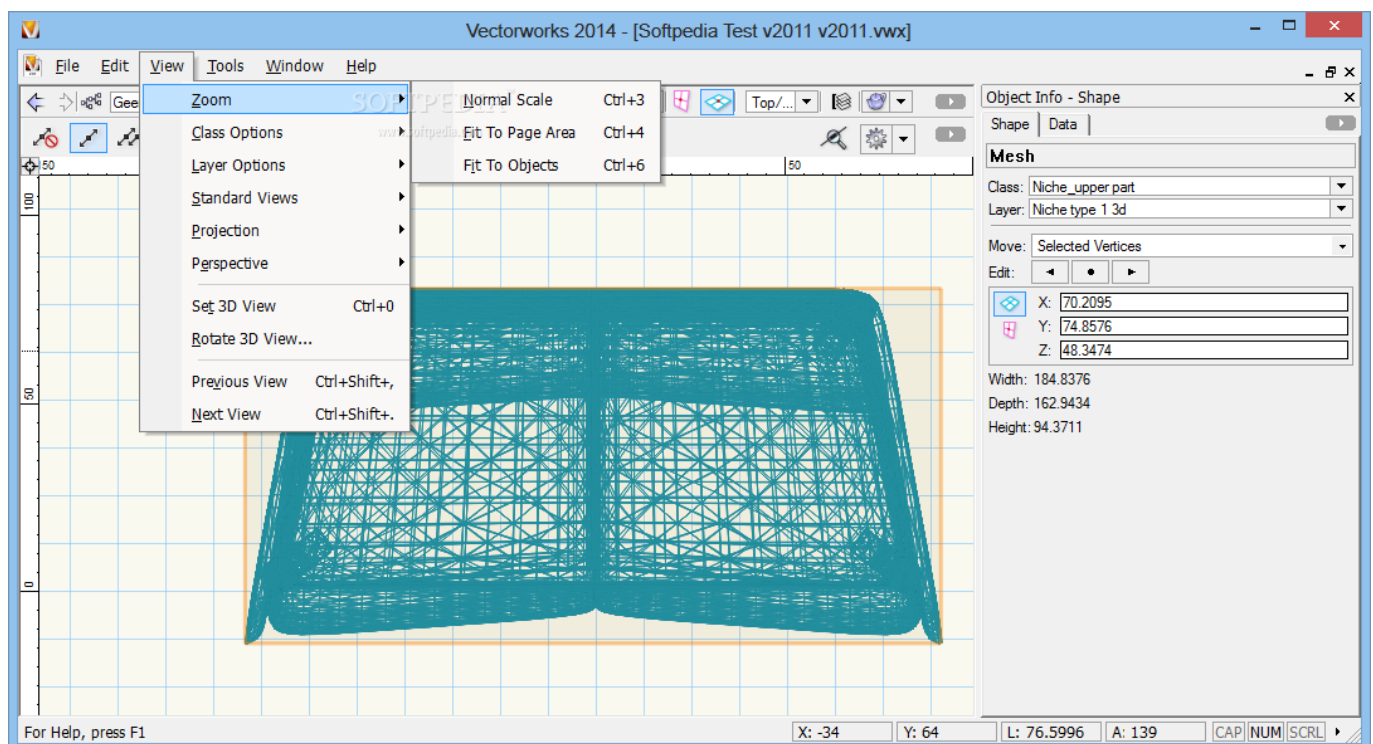 Vectorworks 2014 - [Softpedia Test v2011 v2011.vwx]
File Edit View Tools Window Help
Gee
Top/...
Zoom
Class Options
Layer Options
Standard Views
Projection
Perspective
Set 3D View Ctrl+0
Rotate 3D View...
Previous View Ctrl+Shift+,
Next View Ctrl+Shift+.
Normal Scale Ctrl+3
Fit To Page Area Ctrl+4
Fit To Objects Ctrl+6
SOFTPEDIA
www.softpedia.
50
50
100
50
0
Object Info - Shape
Shape Data
Mesh
Class: Niche_upper part
Layer: Niche type 1 3d
Move: Selected Vertices
Edit:
X: 70.2095
Y: 74.8576
Z: 48.3474
Width: 184.8376
Depth: 162.9434
Height: 94.3711
For Help, press F1
X: -34 Y: 64 L: 76.5996 A: 139 CAP NUM SCRL